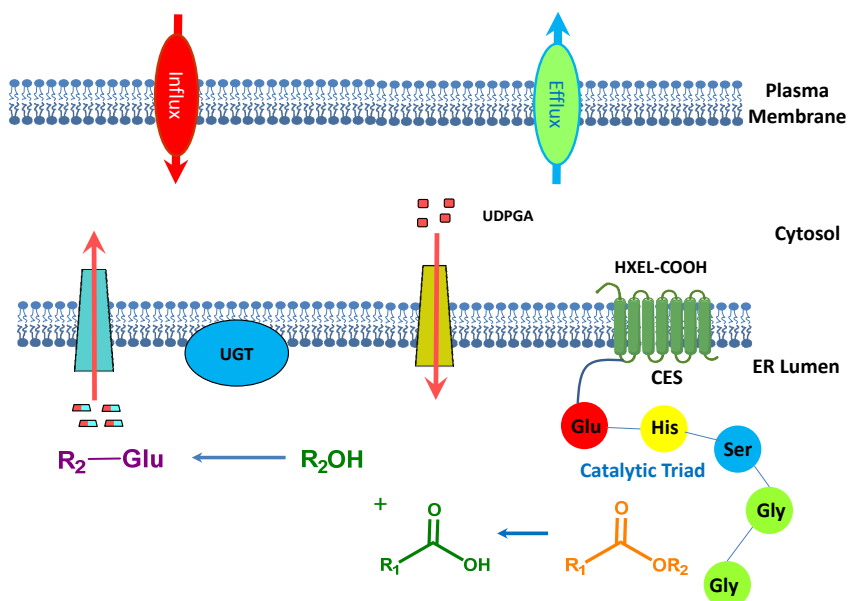 Influx
Efflux
Plasma
Membrane
UDPGA
Cytosol
HXEL-COOH
UGT
CES
ER Lumen
Glu
His
Ser
Catalytic Triad
R2—Glu
R2OH
Gly
+
O
R1
OH
O
R1
OR2
Gly